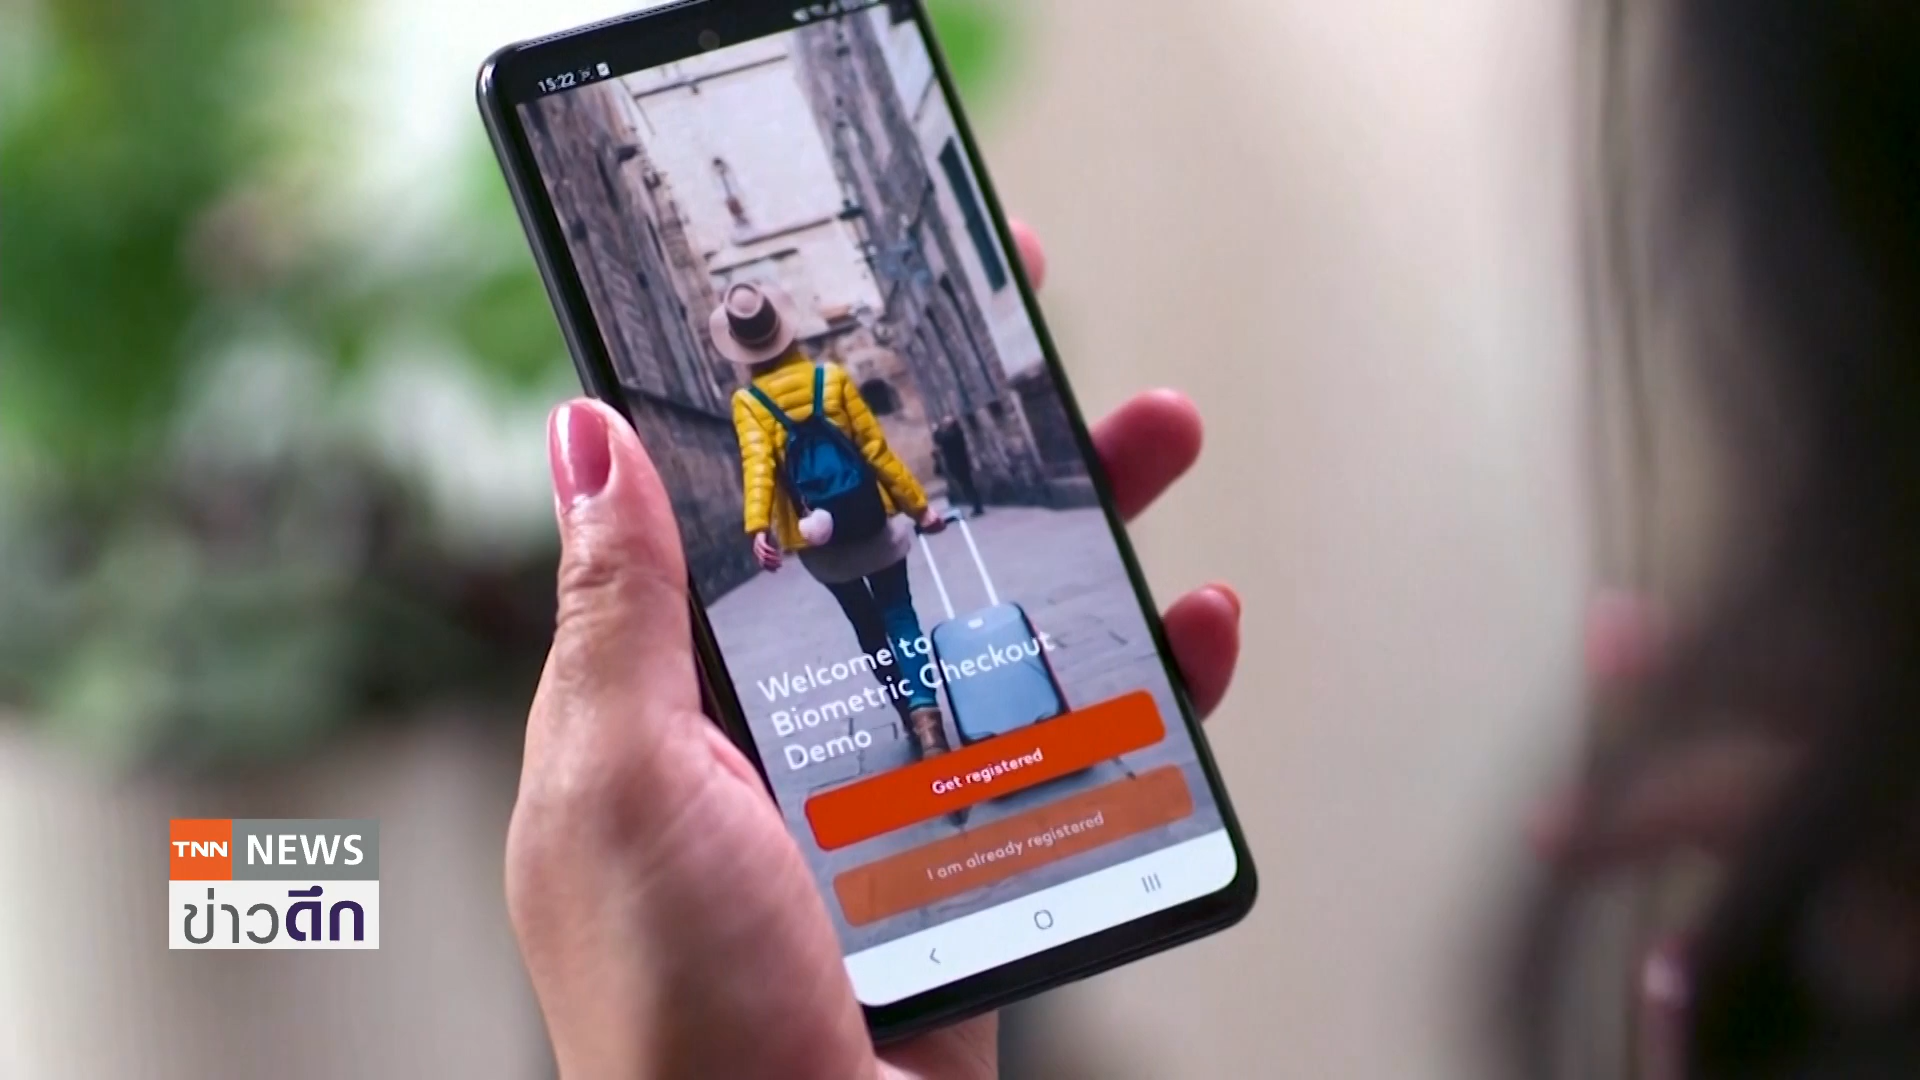 15:22
Welcome to
Biometric Checkout
Demo
Get registered
I am already registered
TNN NEWS
ข่าวดึก